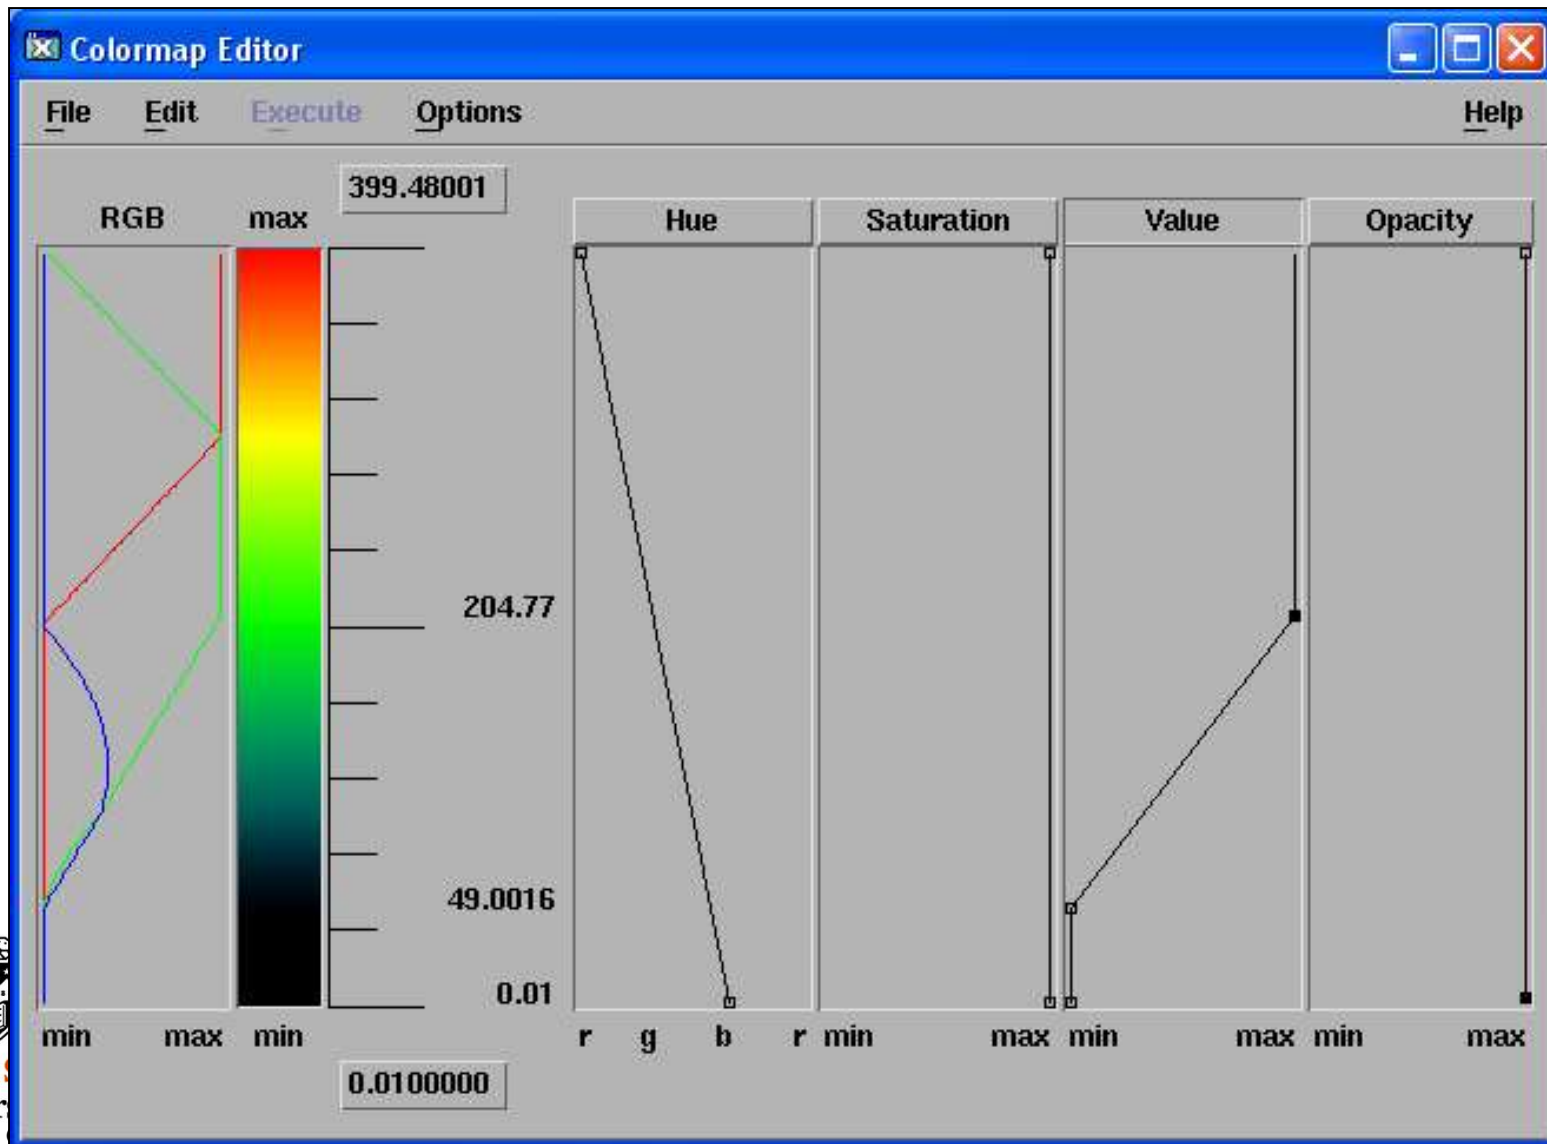 Colormap Editor
File Edit Execute Options Help
399.48001
RGB max Hue Saturation Value Opacity
204.77
49.0016
0.01
min max min r g b r min max min max min max
0.0100000